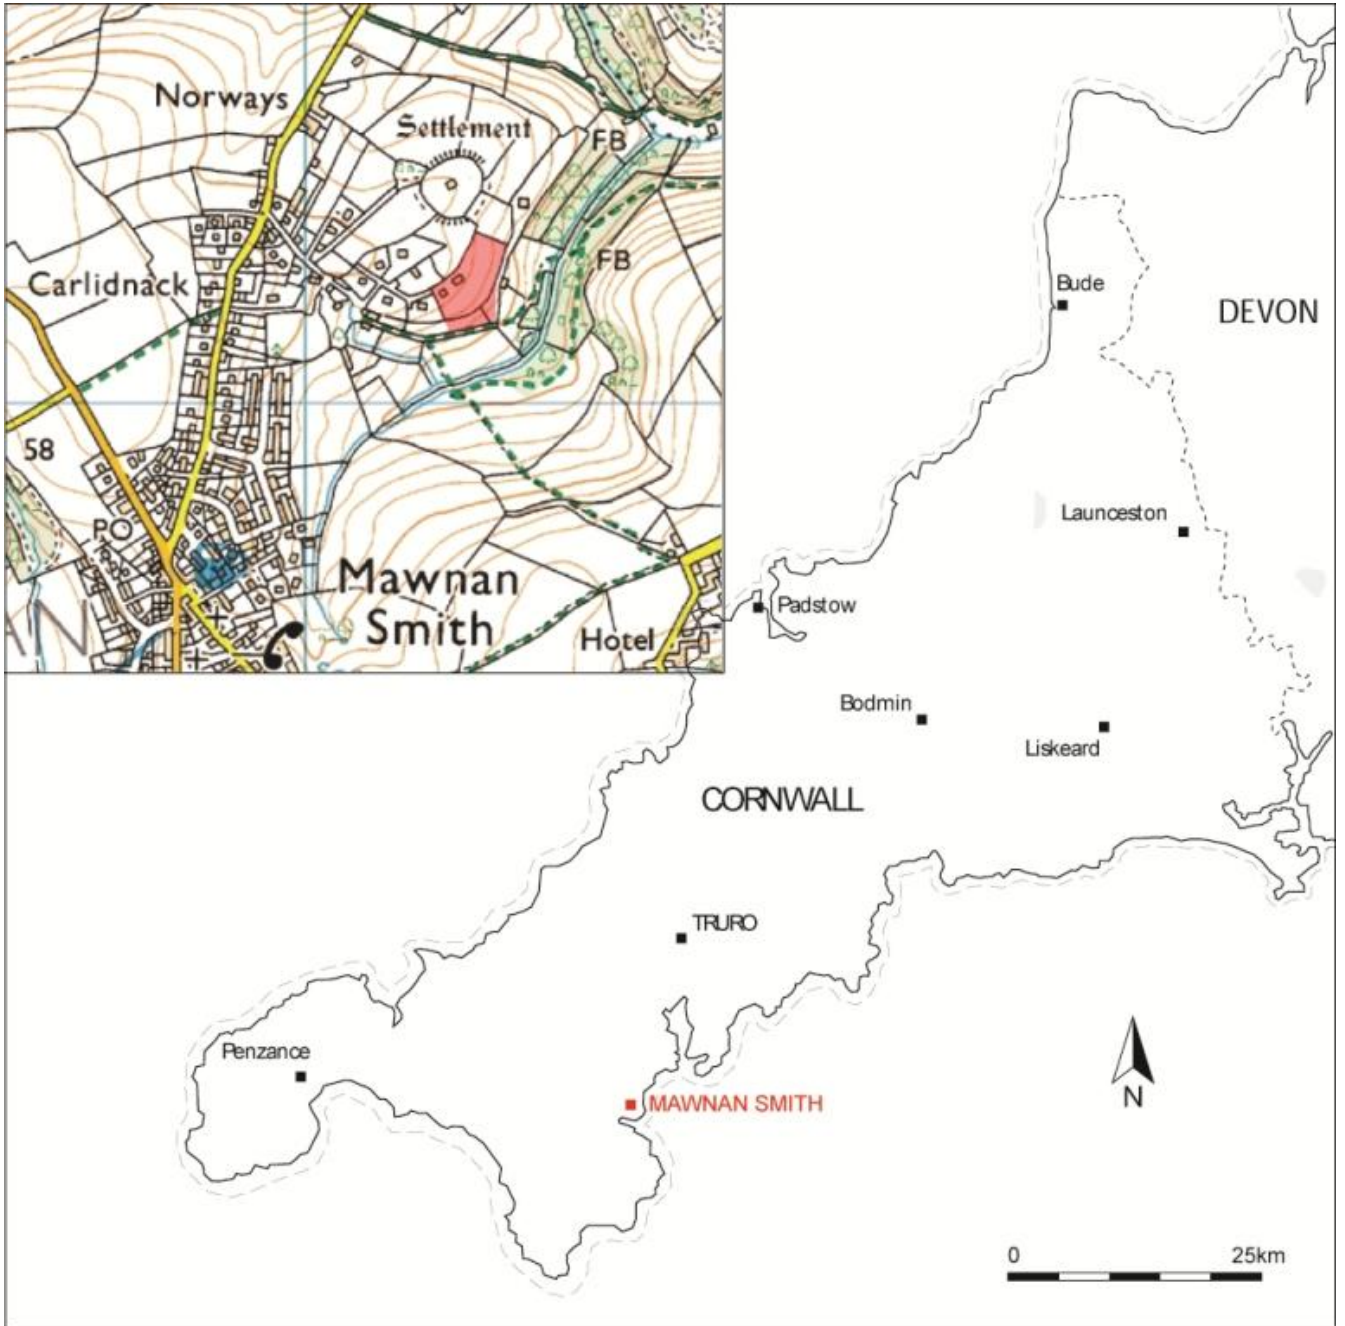 Norways
Settlement
FB
Carlidnack
FB
58
PO
Mawnan
Smith
Hotel
N
Bude
DEVON
Launceston
Padstow
Bodmin
Liskeard
CORNWALL
TRURO
Penzance
MAWNAN SMITH
N
0 25km